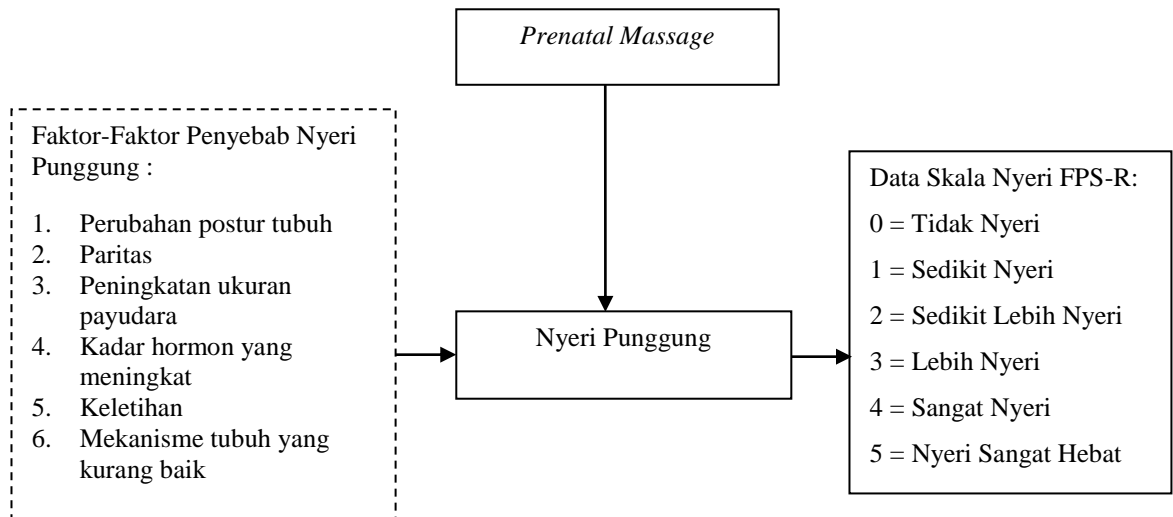 Prenatal Massage
Faktor-Faktor Penyebab Nyeri
Punggung :
1. Perubahan postur tubuh
2. Paritas
3. Peningkatan ukuran
payudara
4. Kadar hormon yang
meningkat
5. Keletihan
6. Mekanisme tubuh yang
kurang baik
Nyeri Punggung
Data Skala Nyeri FPS-R:
0 = Tidak Nyeri
1 = Sedikit Nyeri
2 = Sedikit Lebih Nyeri
3 = Lebih Nyeri
4 = Sangat Nyeri
5 = Nyeri Sangat Hebat